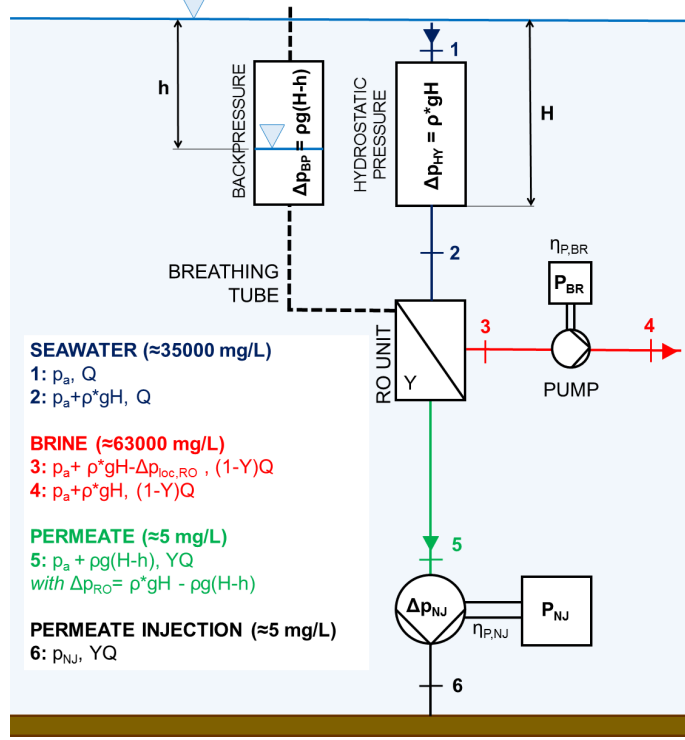 1
h
BACKPRESSURE
Δp_BP = ρg(H-h)
HYDROSTATIC
PRESSURE
Δp_HY = ρ*gH
H
2
BREATHING
TUBE
η_P,BR
P_BR
3
4
RO UNIT
Y
PUMP
SEAWATER (≈35000 mg/L)
1: p_a, Q
2: p_a+ρ*gH, Q
BRINE (≈63000 mg/L)
3: p_a+ ρ*gH-Δp_loc,RO , (1-Y)Q
4: p_a+ρ*gH, (1-Y)Q
PERMEATE (≈5 mg/L)
5: p_a + ρg(H-h), YQ
with Δp_RO= ρ*gH - ρg(H-h)
5
Δp_NJ
P_NJ
η_P,NJ
PERMEATE INJECTION (≈5 mg/L)
6: p_NJ, YQ
6